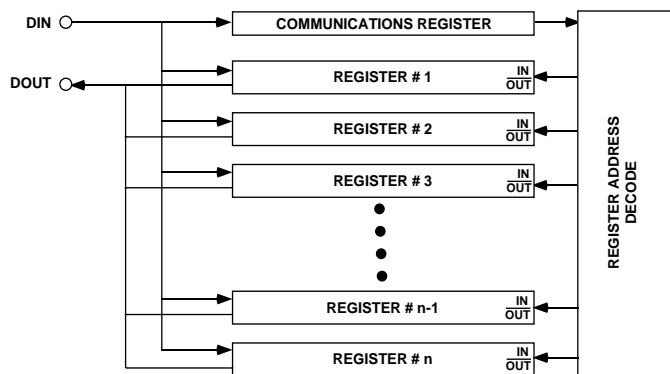 DIN
COMMUNICATIONS REGISTER
DOUT
REGISTER # 1
IN
OUT
REGISTER # 2
IN
OUT
REGISTER # 3
IN
OUT
REGISTER # n-1
IN
OUT
REGISTER # n
IN
OUT
REGISTER ADDRESS
DECODE